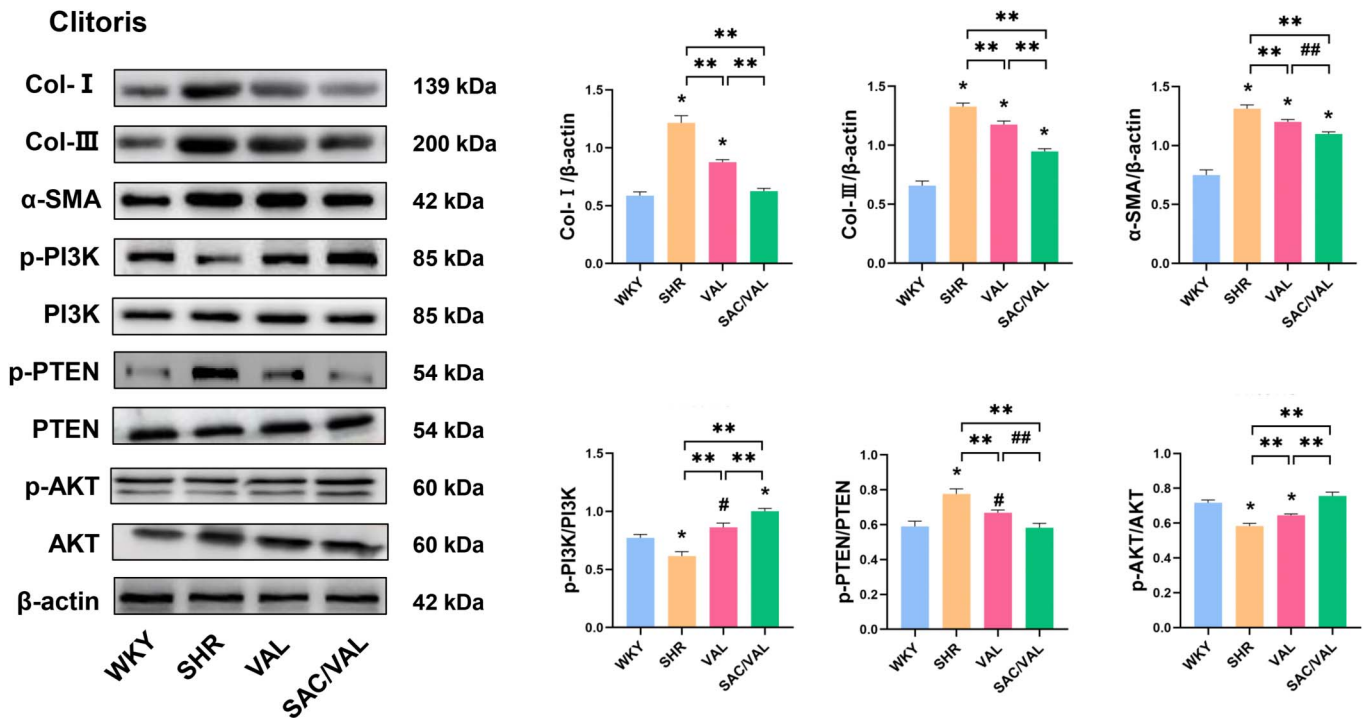 Clitoris
Col- Ⅰ 139 kDa
Col-Ⅲ 200 kDa
α-SMA 42 kDa
p-PI3K 85 kDa
PI3K 85 kDa
p-PTEN 54 kDa
PTEN 54 kDa
p-AKT 60 kDa
AKT 60 kDa
β-actin 42 kDa
WKY SHR VAL SAC/VAL
**
** **
* *
Col- Ⅰ/β-actin
1.5
1.0
0.5
0.0
WKY SHR VAL SAC/VAL
**
** **
* * *
Col-Ⅲ/β-actin
1.5
1.0
0.5
0.0
WKY SHR VAL SAC/VAL
**
** ##
* * *
α-SMA/β-actin
1.5
1.0
0.5
0.0
WKY SHR VAL SAC/VAL
**
** **
* # *
p-PI3K/PI3K
1.5
1.0
0.5
0.0
WKY SHR VAL SAC/VAL
**
** ##
* #
p-PTEN/PTEN
1.0
0.8
0.6
0.4
0.2
0.0
WKY SHR VAL SAC/VAL
**
** **
* *
p-AKT/AKT
1.0
0.8
0.6
0.4
0.2
0.0
WKY SHR VAL SAC/VAL